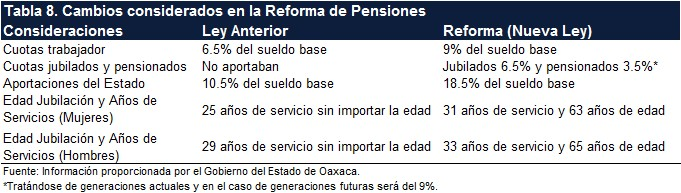 Tabla 8. Cambios considerados en la Reforma de Pensiones
Consideraciones Ley Anterior Reforma (Nueva Ley)
Cuotas trabajador 6.5% del sueldo base 9% del sueldo base
Cuotas jubilados y pensionados No aportaban Jubilados 6.5% y pensionados 3.5%*
Aportaciones del Estado 10.5% del sueldo base 18.5% del sueldo base
Edad Jubilación y Años de
Servicios (Mujeres) 25 años de servicio sin importar la edad 31 años de servicio y 63 años de edad
Edad Jubilación y Años de
Servicios (Hombres) 29 años de servicio sin importar la edad 33 años de servicio y 65 años de edad
Fuente: Información proporcionada por el Gobierno del Estado de Oaxaca.
*Tratándose de generaciones actuales y en el caso de generaciones futuras será del 9%.